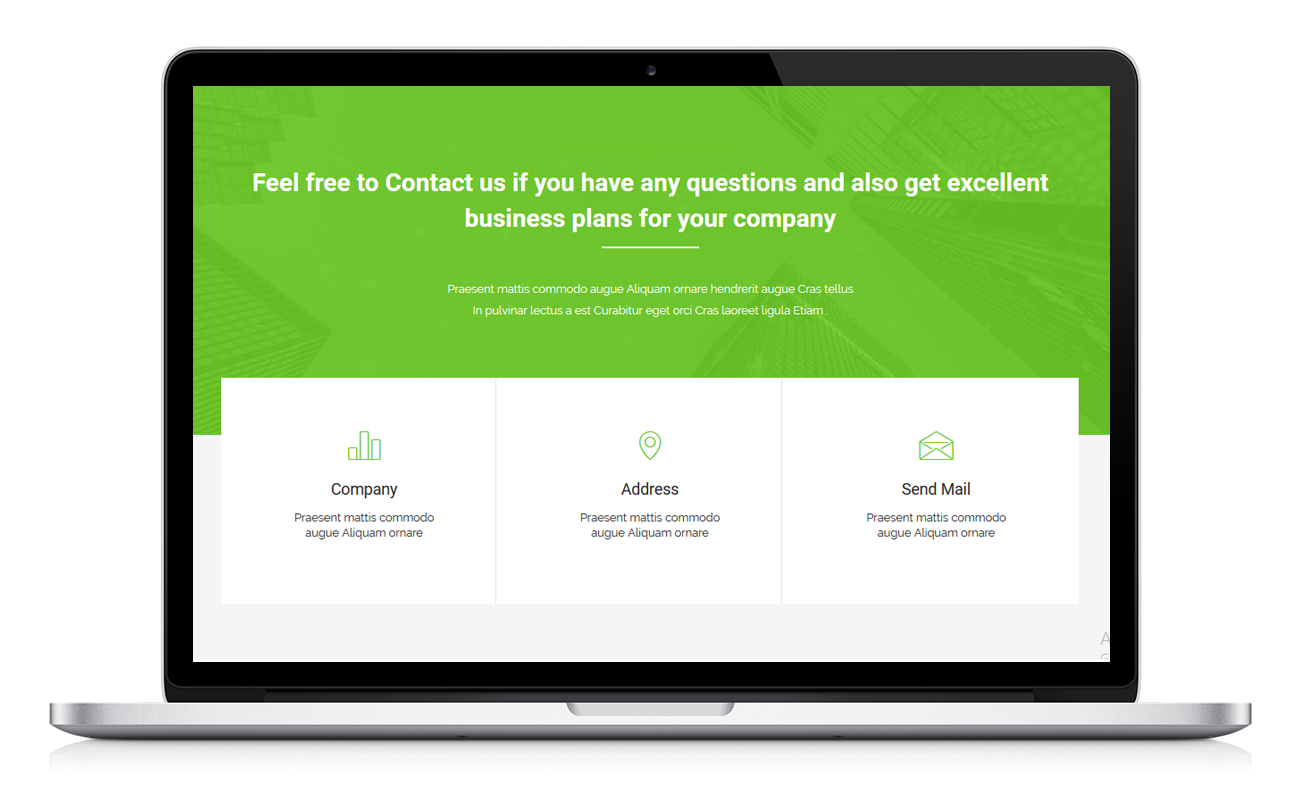 Feel free to Contact us if you have any questions and also get excellent
business plans for your company
Praesent mattis commodo augue Aliquam ornare hendrerit augue Cras tellus
In pulvinar lectus a est Curabitur eget orci Cras laoreet ligula Etiam .
Company
Address
Send Mail
Praesent mattis commodo
augue Aliquam ornare
Praesent mattis commodo
augue Aliquam ornare
Praesent mattis commodo
augue Aliquam ornare